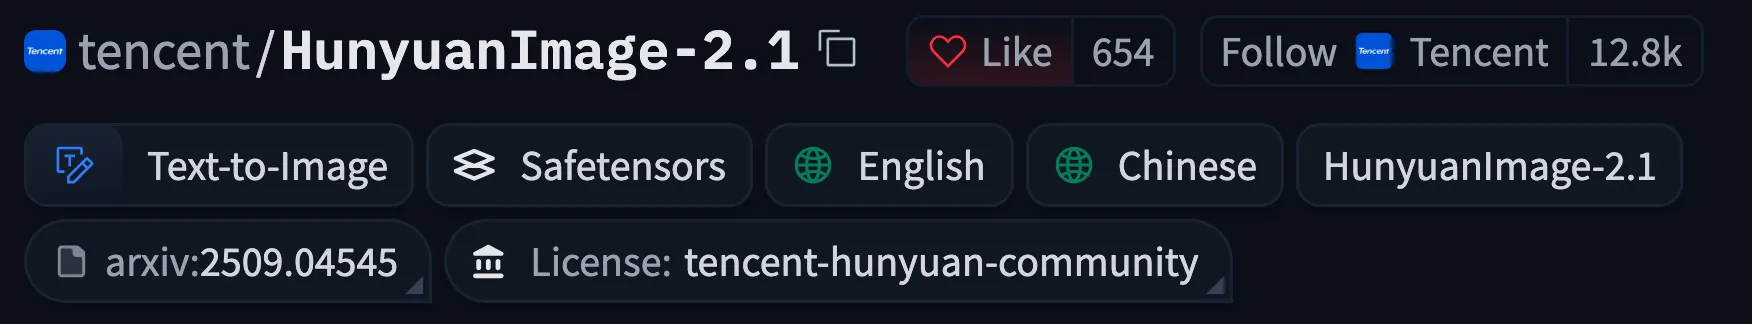 Tencent tencent/HunyuanImage-2.1 Like 654 Follow Tencent Tencent 12.8k
Text-to-Image Safetensors English Chinese HunyuanImage-2.1
arxiv:2509.04545 License: tencent-hunyuan-community